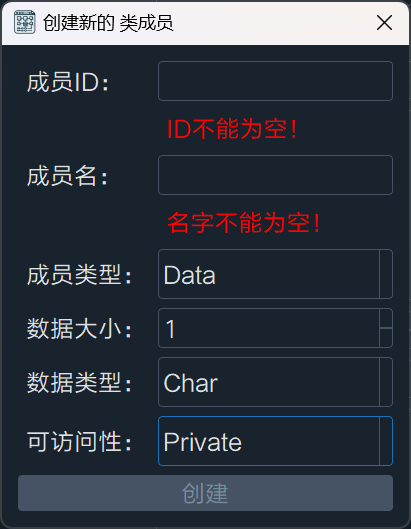 创建新的 类成员
成员ID：
ID不能为空！
成员名：
名字不能为空！
成员类型： Data
数据大小： 1
数据类型： Char
可访问性： Private
创建